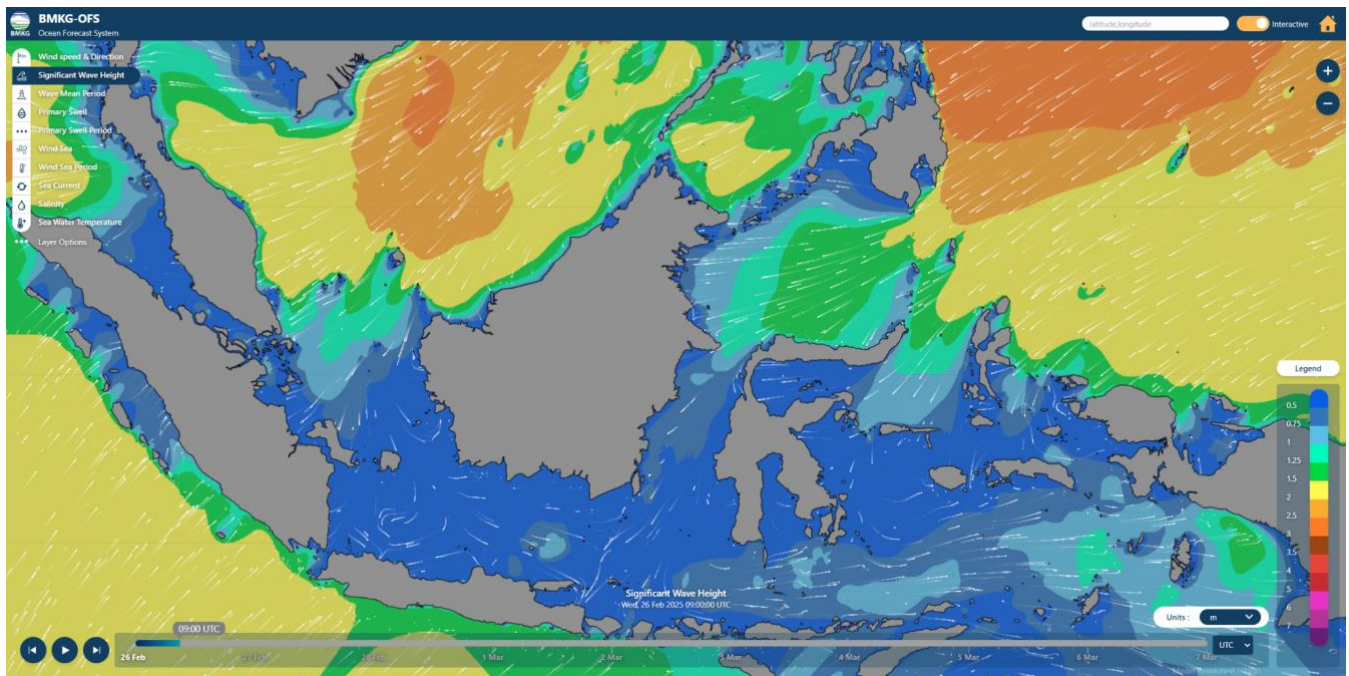 BMKG-OFS
BMKG Ocean Forecast System
latitude,longitude
Interactive
Wind speed & Direction
Significant Wave Height
Wave Mean Period
Primary Swell
Primary Swell Period
Wind Sea
Wind Sea Period
Sea Current
Salinity
Sea Water Temperature
Layer Options
+
−
Legend
0.5
0.75
1
1.25
1.5
2
2.5
3
3.5
4
5
6
7
Significant Wave Height
Wed, 26 Feb 2025 09:00:00 UTC
Units : m
09:00 UTC
UTC
26 Feb
27 Feb
28 Feb
1 Mar
2 Mar
3 Mar
4 Mar
5 Mar
6 Mar
7 Mar